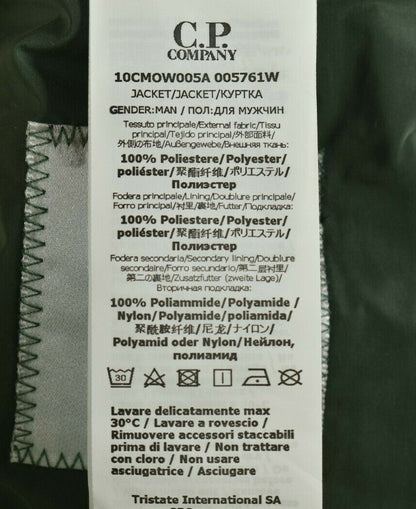 C.P.
COMPANY
10CMOW005A 005761W
JACKET/JACKET/КУРТКА
GENDER:MAN / ПОЛ:ДЛЯ МУЖЧИН
Tessuto principale/External fabric/Tissu
principal/Tejido principal/外部面料/
外側の布地/Außengewebe/Внешняя ткань:
100% Poliestere/Polyester/
poliéster/聚酯纤维/ポリエステル/
Полиэстер
Fodera principale/Lining/Doublure principale/
Forro principal/衬里/裏地/Futter/Подкладка:
100% Poliestere/Polyester/
poliéster/聚酯纤维/ポリエステル/
Полиэстер
Fodera secondaria/Secondary lining/Doublure
secondaire/Forro secundario/第二层衬里/
第二の裏地/Zusatzfutter (zweite Lage)/
Вторичная подкладка:
100% Poliammide/Polyamide /
Nylon/Polyamide/poliamida/
聚酰胺纤维/尼龙/ナイロン/
Polyamid oder Nylon/Нейлон,
полиамид
30
Lavare delicatamente max
30°C / Lavare a rovescio /
Rimuovere accessori staccabili
prima di lavare / Non trattare
con cloro / Non usare
asciugatrice / Asciugare
Tristate International SA